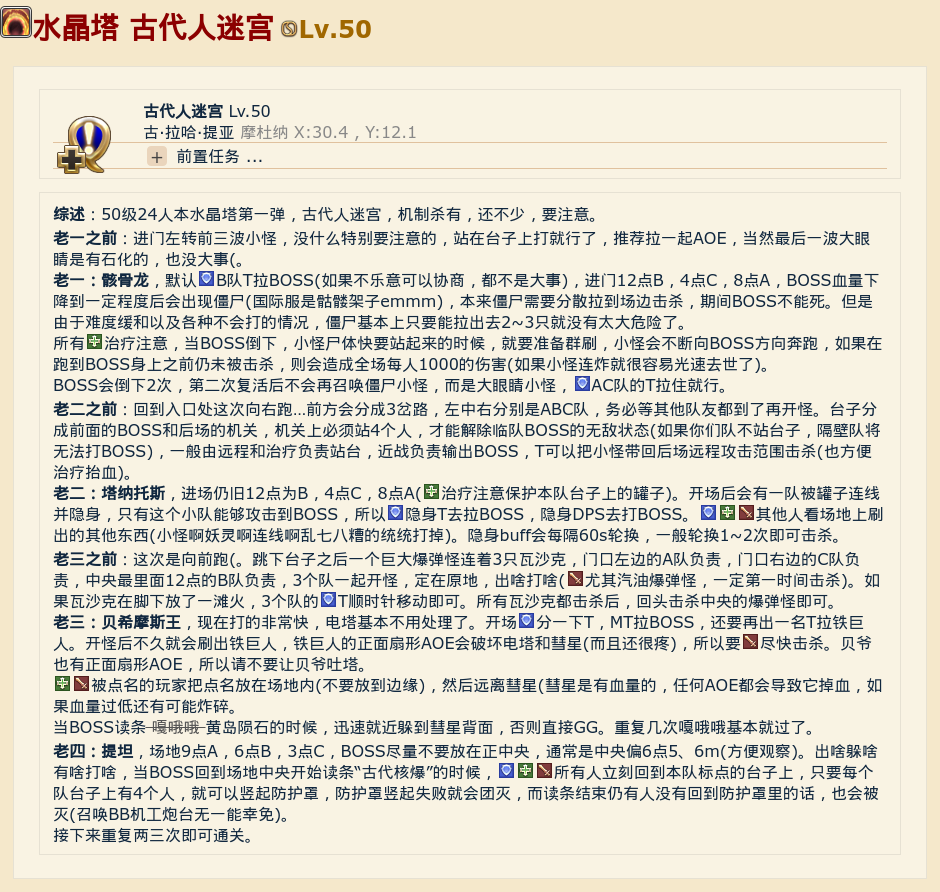 水晶塔 古代人迷宫 Lv.50
古代人迷宫 Lv.50
古·拉哈·提亚 摩杜纳 X:30.4 , Y:12.1
+ 前置任务 ...
综述：50级24人本水晶塔第一弹，古代人迷宫，机制杀有，还不少，要注意。
老一之前：进门左转前三波小怪，没什么特别要注意的，站在台子上打就行了，推荐拉一起AOE，当然最后一波大眼
睛是有石化的，也没大事(。
老一：骸骨龙，默认B队T拉BOSS(如果不乐意可以协商，都不是大事)，进门12点B，4点C，8点A，BOSS血量下
降到一定程度后会出现僵尸(国际服是骷髅架子emmm)，本来僵尸需要分散拉到场边击杀，期间BOSS不能死。但是
由于难度缓和以及各种不会打的情况，僵尸基本上只要能拉出去2~3只就没有太大危险了。
所有治疗注意，当BOSS倒下，小怪尸体快要站起来的时候，就要准备群刷，小怪会不断向BOSS方向奔跑，如果在
跑到BOSS身上之前仍未被击杀，则会造成全场每人1000的伤害(如果小怪连炸就很容易光速去世了)。
BOSS会倒下2次，第二次复活后不会再召唤僵尸小怪，而是大眼睛小怪，AC队的T拉住就行。
老二之前：回到入口处这次向右跑...前方会分成3岔路，左中右分别是ABC队，务必等其他队友都到了再开怪。台子分
成前面的BOSS和后场的机关，机关上必须站4个人，才能解除临队BOSS的无敌状态(如果你们队不站台子，隔壁队将
无法打BOSS)，一般由远程和治疗负责站台，近战负责输出BOSS，T可以把小怪带回后场远程攻击范围击杀(也方便
治疗抬血)。
老二：塔纳托斯，进场仍旧12点为B，4点C，8点A(治疗注意保护本队台子上的罐子)。开场后会有一队被罐子连线
并隐身，只有这个小队能够攻击到BOSS，所以隐身T去拉BOSS，隐身DPS去打BOSS。其他人看场地上刷
出的其他东西(小怪啊妖灵啊连线啊乱七八糟的统统打掉)。隐身buff会每隔60s轮换，一般轮换1~2次即可击杀。
老三之前：这次是向前跑(。跳下台子之后一个巨大爆弹怪连着3只瓦沙克，门口左边的A队负责，门口右边的C队负
责，中央最里面12点的B队负责，3个队一起开怪，定在原地，出啥打啥(尤其汽油爆弹怪，一定第一时间击杀)。如
果瓦沙克在脚下放了一滩火，3个队的T顺时针移动即可。所有瓦沙克都击杀后，回头击杀中央的爆弹怪即可。
老三：贝希摩斯王，现在打的非常快，电塔基本不用处理了。开场分一下T，MT拉BOSS，还要再出一名T拉铁巨
人。开怪后不久就会刷出铁巨人，铁巨人的正面扇形AOE会破坏电塔和彗星(而且还很疼)，所以要尽快击杀。贝爷
也有正面扇形AOE，所以请不要让贝爷吐塔。
被点名的玩家把点名放在场地内(不要放到边缘)，然后远离彗星(彗星是有血量的，任何AOE都会导致它掉血，如
果血量过低还有可能炸碎。
当BOSS读条 嘎哦哦 黄岛陨石的时候，迅速就近躲到彗星背面，否则直接GG。重复几次嘎哦哦基本就过了。
老四：提坦，场地9点A，6点B，3点C，BOSS尽量不要放在正中央，通常是中央偏6点5、6m(方便观察)。出啥躲啥
有啥打啥，当BOSS回到场地中央开始读条“古代核爆”的时候，所有人立刻回到本队标点的台子上，只要每个
队台子上有4个人，就可以竖起防护罩，防护罩竖起失败就会团灭，而读条结束仍有人没有回到防护罩里的话，也会被
灭(召唤BB机工炮台无一能幸免)。
接下来重复两三次即可通关。